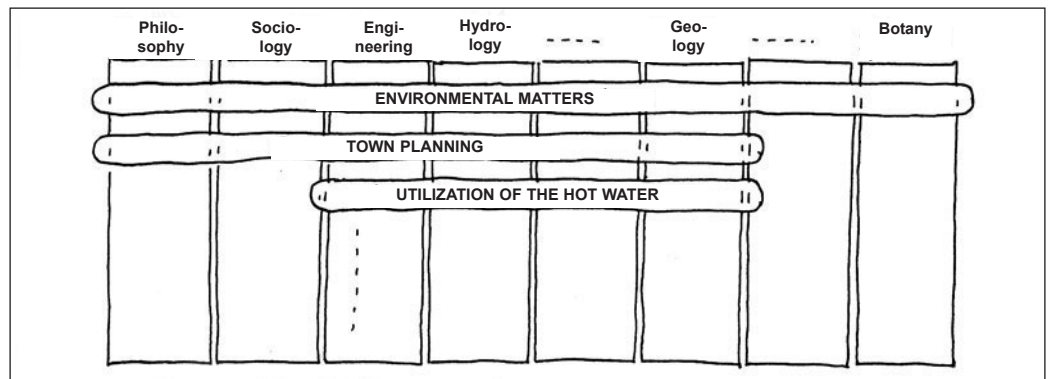 Philo-
sophy
Socio-
logy
Engi-
neering
Hydro-
logy
Geo-
logy
Botany
ENVIRONMENTAL MATTERS
TOWN PLANNING
UTILIZATION OF THE HOT WATER